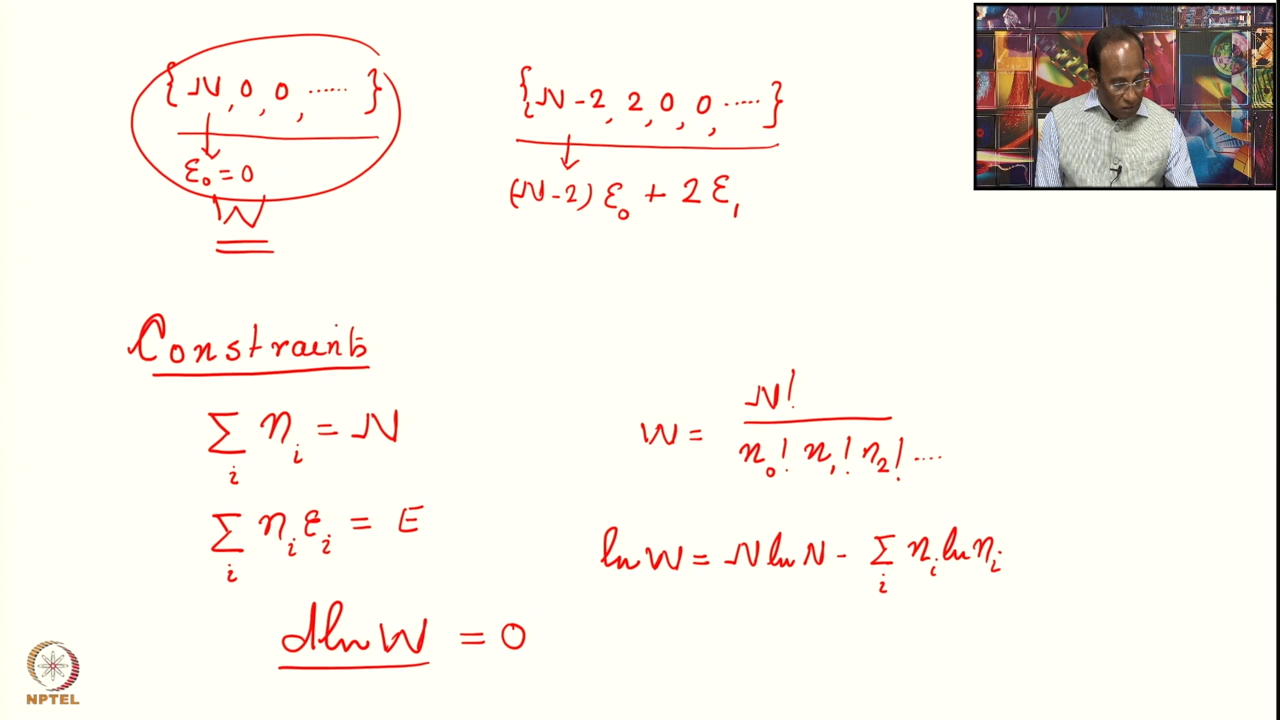 {N, 0, 0, ......}
ε₀ = 0
W
{N-2, 2, 0, 0, .....}
(N-2) ε₀ + 2 ε₁
Constraints
∑ᵢ nᵢ = N
∑ᵢ nᵢ εᵢ = E
d ln W = 0
W = N! / n₀! n₁! n₂! ....
ln W = N ln N - ∑ᵢ nᵢ ln nᵢ
NPTEL